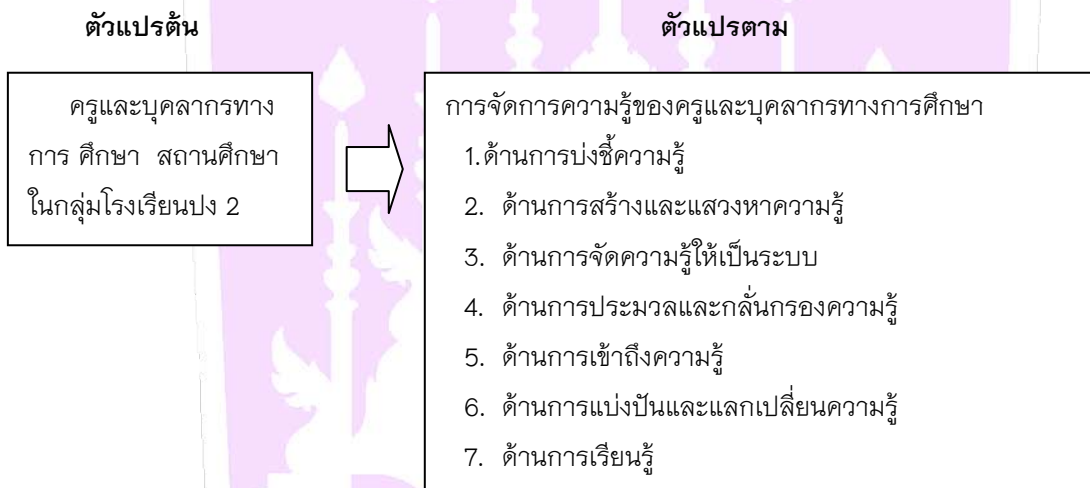 ตัวแปรต้น
ตัวแปรตาม
ครูและบุคลากรทาง
การ ศึกษา สถานศึกษา
ในกลุ่มโรงเรียนปง 2
การจัดการความรู้ของครูและบุคลากรทางการศึกษา
1.ด้านการบ่งชี้ความรู้
2. ด้านการสร้างและแสวงหาความรู้
3. ด้านการจัดความรู้ให้เป็นระบบ
4. ด้านการประมวลและกลั่นกรองความรู้
5. ด้านการเข้าถึงความรู้
6. ด้านการแบ่งปันและแลกเปลี่ยนความรู้
7. ด้านการเรียนรู้